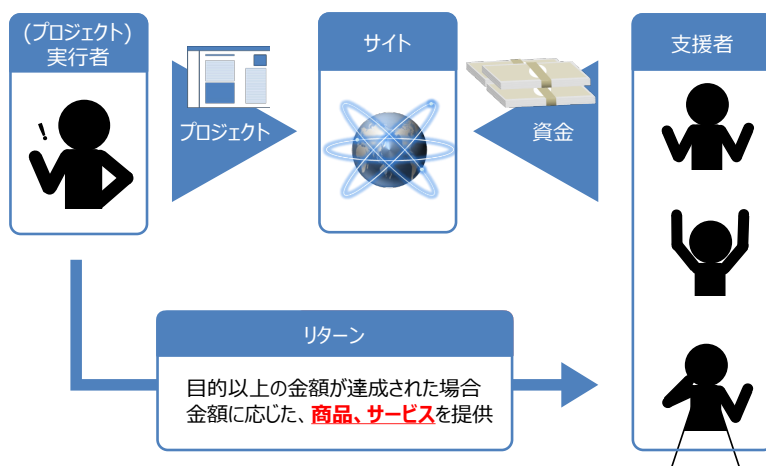 (プロジェクト)
実行者
サイト
支援者
プロジェクト
資金
!
リターン
目的以上の金額が達成された場合
金額に応じた、商品、サービスを提供